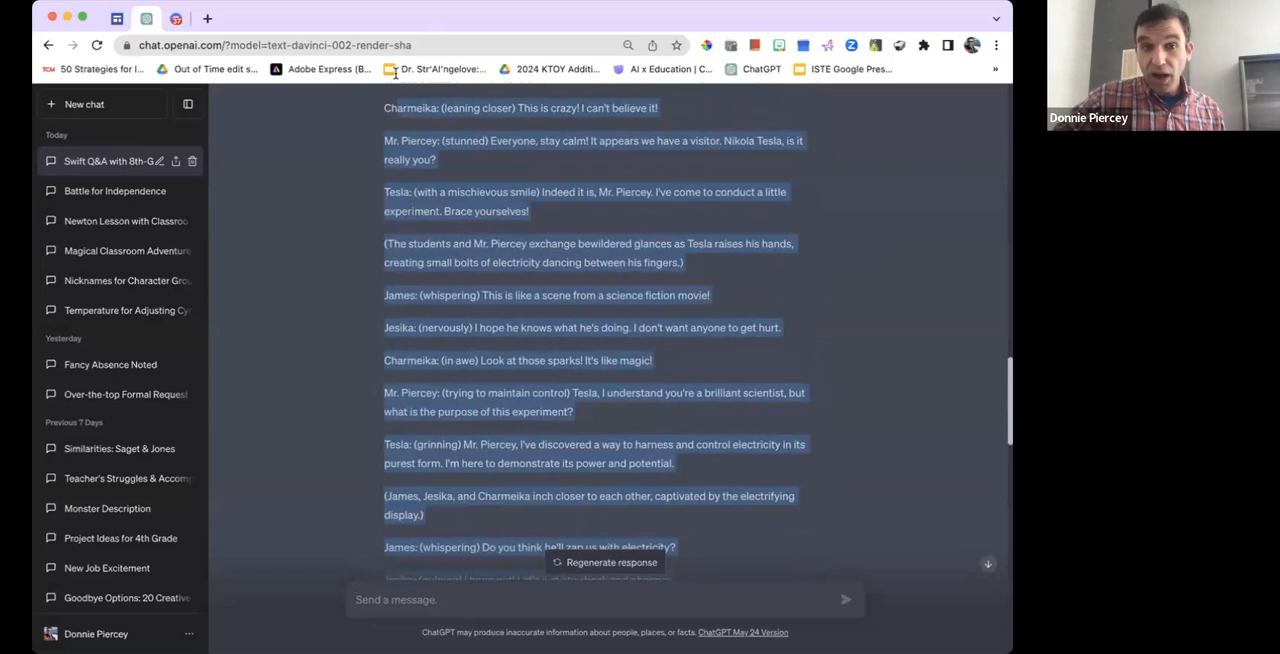 chat.openai.com/?model=text-davinci-002-render-sha
TCM 50 Strategies for I...
Out of Time edit s...
Adobe Express (B...
Dr. Str'AI'ngelove:...
2024 KTOY Additi...
AI x Education | C...
ChatGPT
ISTE Google Pres...
»
+ New chat
Today
Swift Q&A with 8th-G
Battle for Independence
Newton Lesson with Classroo
Magical Classroom Adventure
Nicknames for Character Gro
Temperature for Adjusting Cy
Yesterday
Fancy Absence Noted
Over-the-top Formal Request
Previous 7 Days
Similarities: Saget & Jones
Teacher's Struggles & Accom
Monster Description
Project Ideas for 4th Grade
New Job Excitement
Goodbye Options: 20 Creative
Donnie Piercey
Charmeika: (leaning closer) This is crazy! I can't believe it!
Mr. Piercey: (stunned) Everyone, stay calm! It appears we have a visitor. Nikola Tesla, is it
really you?
Tesla: (with a mischievous smile) Indeed it is, Mr. Piercey. I've come to conduct a little
experiment. Brace yourselves!
(The students and Mr. Piercey exchange bewildered glances as Tesla raises his hands,
creating small bolts of electricity dancing between his fingers.)
James: (whispering) This is like a scene from a science fiction movie!
Jesika: (nervously) I hope he knows what he's doing. I don't want anyone to get hurt.
Charmeika: (in awe) Look at those sparks! It's like magic!
Mr. Piercey: (trying to maintain control) Tesla, I understand you're a brilliant scientist, but
what is the purpose of this experiment?
Tesla: (grinning) Mr. Piercey, I've discovered a way to harness and control electricity in its
purest form. I'm here to demonstrate its power and potential.
(James, Jesika, and Charmeika inch closer to each other, captivated by the electrifying
display.)
James: (whispering) Do you think he'll zap us with electricity?
Regenerate response
Send a message.
ChatGPT may produce inaccurate information about people, places, or facts. ChatGPT May 24 Version
Donnie Piercey